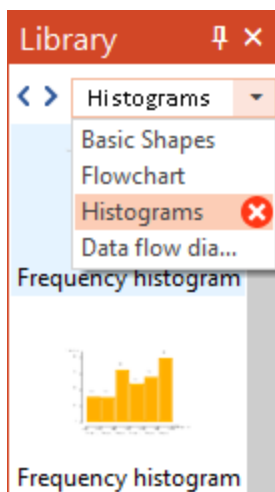 Library
Histograms
Basic Shapes
Flowchart
Histograms
Data flow dia...
Frequency histogram
Frequency histogram